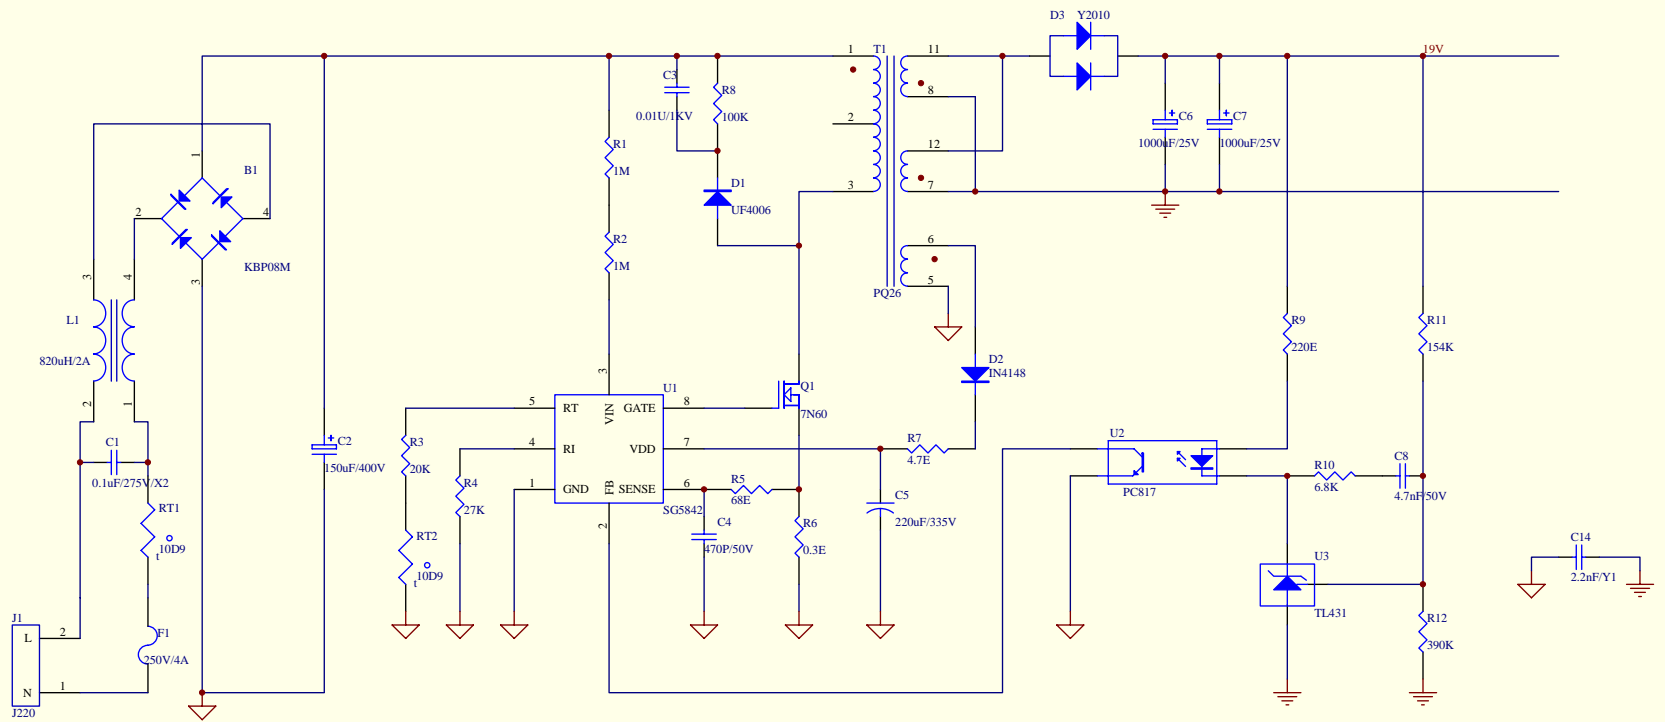 D3 Y2010
1 T1 11
19V
C3
0.01U/1KV
R8
100K
8
C6
1000uF/25V
C7
1000uF/25V
2
R1
1M
12
1
B1
D1
UF4006
3
7
2
4
R2
1M
6
KBP08M
3
3
4
5
PQ26
L1
820uH/2A
R9
220E
R11
154K
D2
IN4148
3
2
1
U1
Q1
7N60
5 RT VIN GATE 8
4 RI VDD 7
1 GND FB SENSE 6
SG5842
2
C1
0.1uF/275V/X2
C2
150uF/400V
R3
20K
R4
27K
R5
68E
R7
4.7E
U2
PC817
R10
6.8K
C8
4.7nF/50V
RT1
t
10D9
RT2
t
10D9
C4
470P/50V
R6
0.3E
C5
220uF/335V
U3
TL431
C14
2.2nF/Y1
J1
L 2
N 1
J220
F1
250V/4A
R12
390K